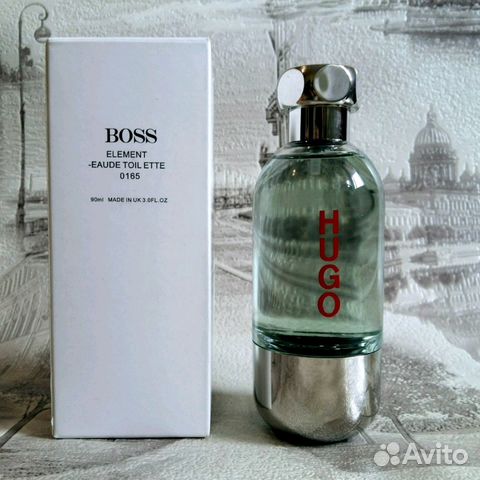 BOSS
ELEMENT
-EAUDE TOIL ETTE
0165
90ml MADE IN UK 3.0FL.OZ
HUGO
Avito